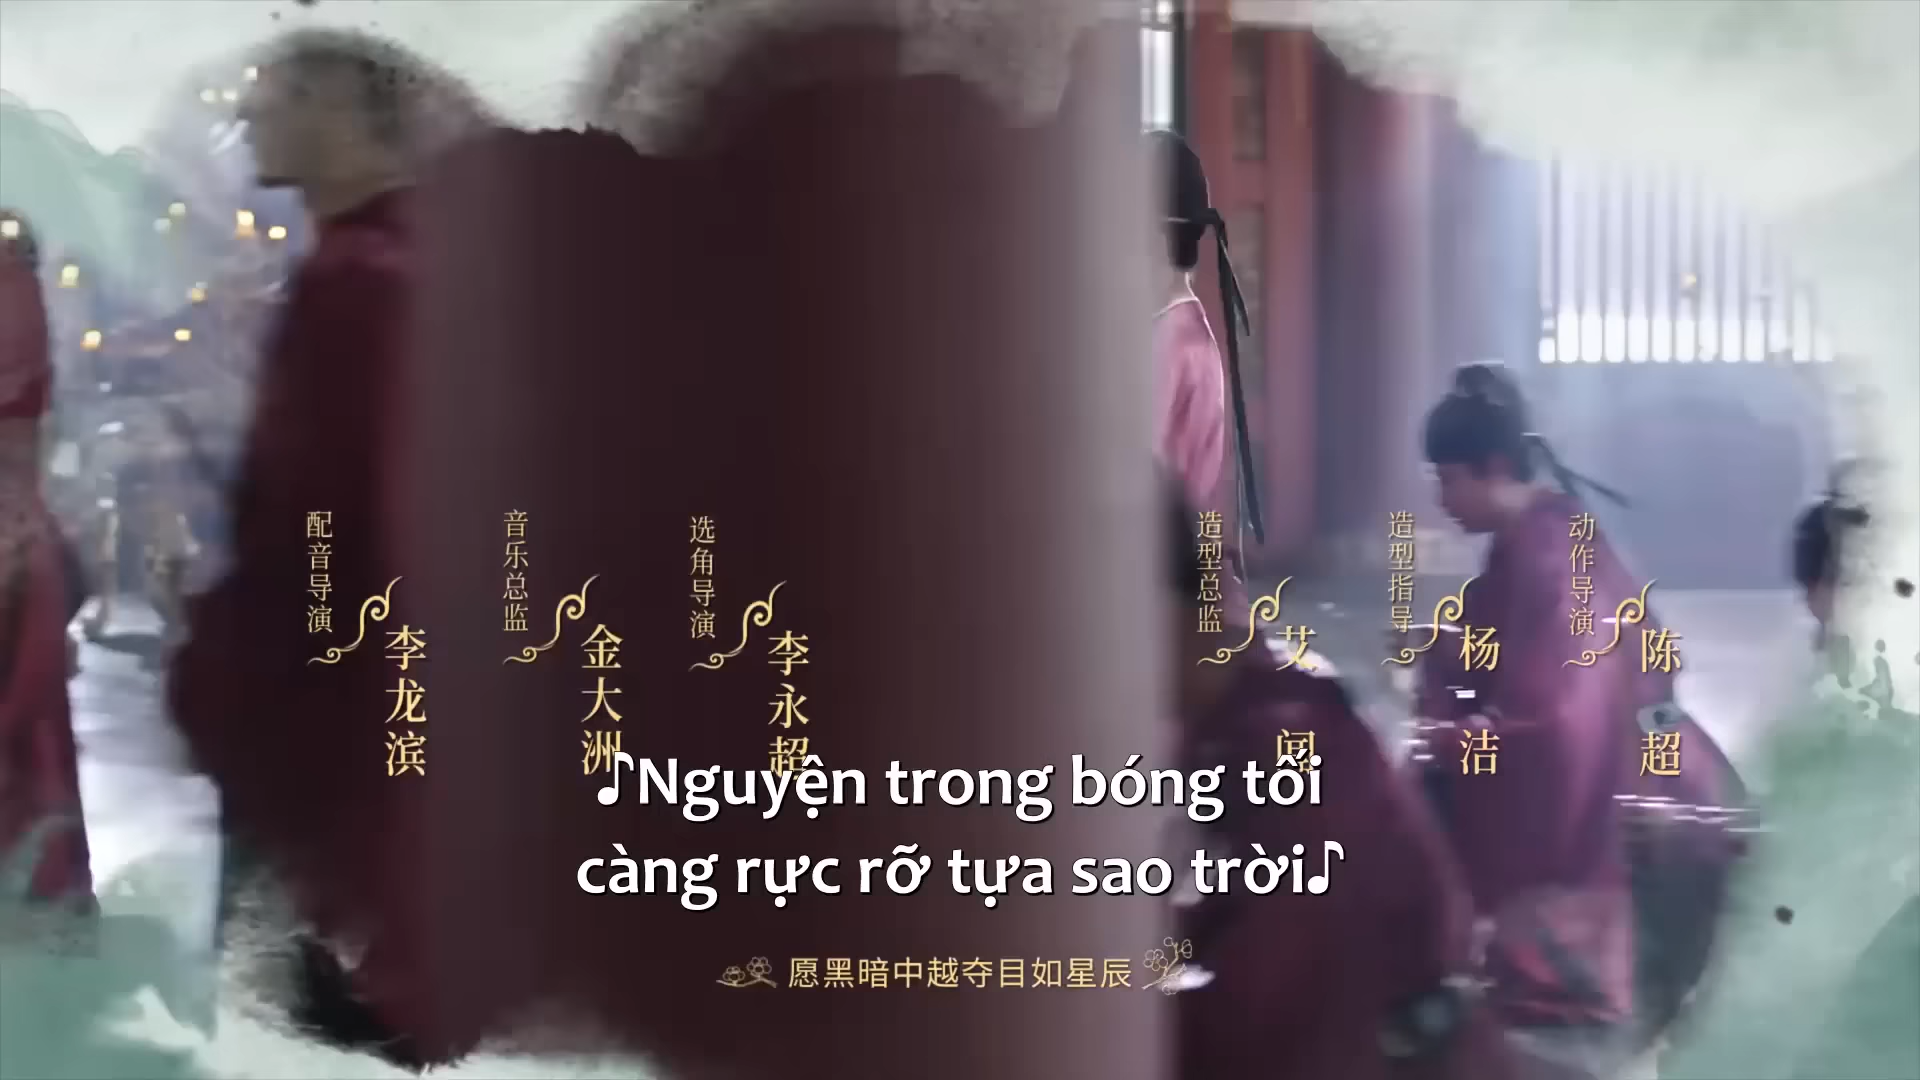 配音导演
李龙滨
音乐总监
金大洲
选角导演
李永超
造型总监
艾闻
造型指导
杨洁
动作导演
陈超
♪Nguyện trong bóng tối
càng rực rỡ tựa sao trời♪
愿黑暗中越夺目如星辰